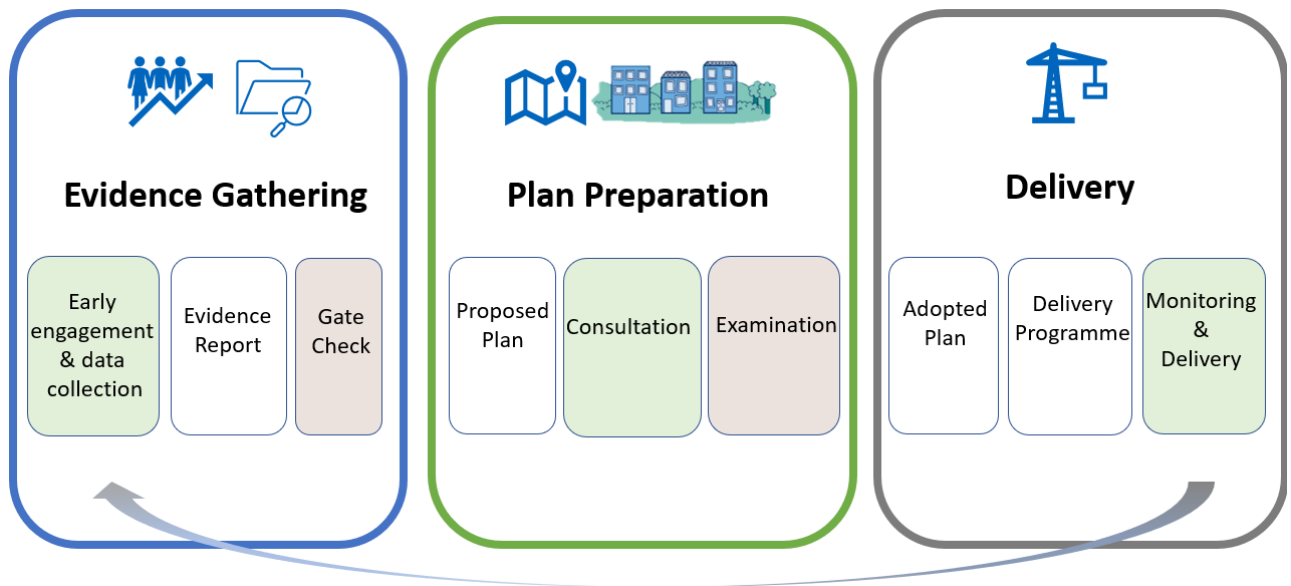 Evidence Gathering
Early
engagement
& data
collection
Evidence
Report
Gate
Check
Plan Preparation
Proposed
Plan
Consultation
Examination
Delivery
Adopted
Plan
Delivery
Programme
Monitoring
&
Delivery